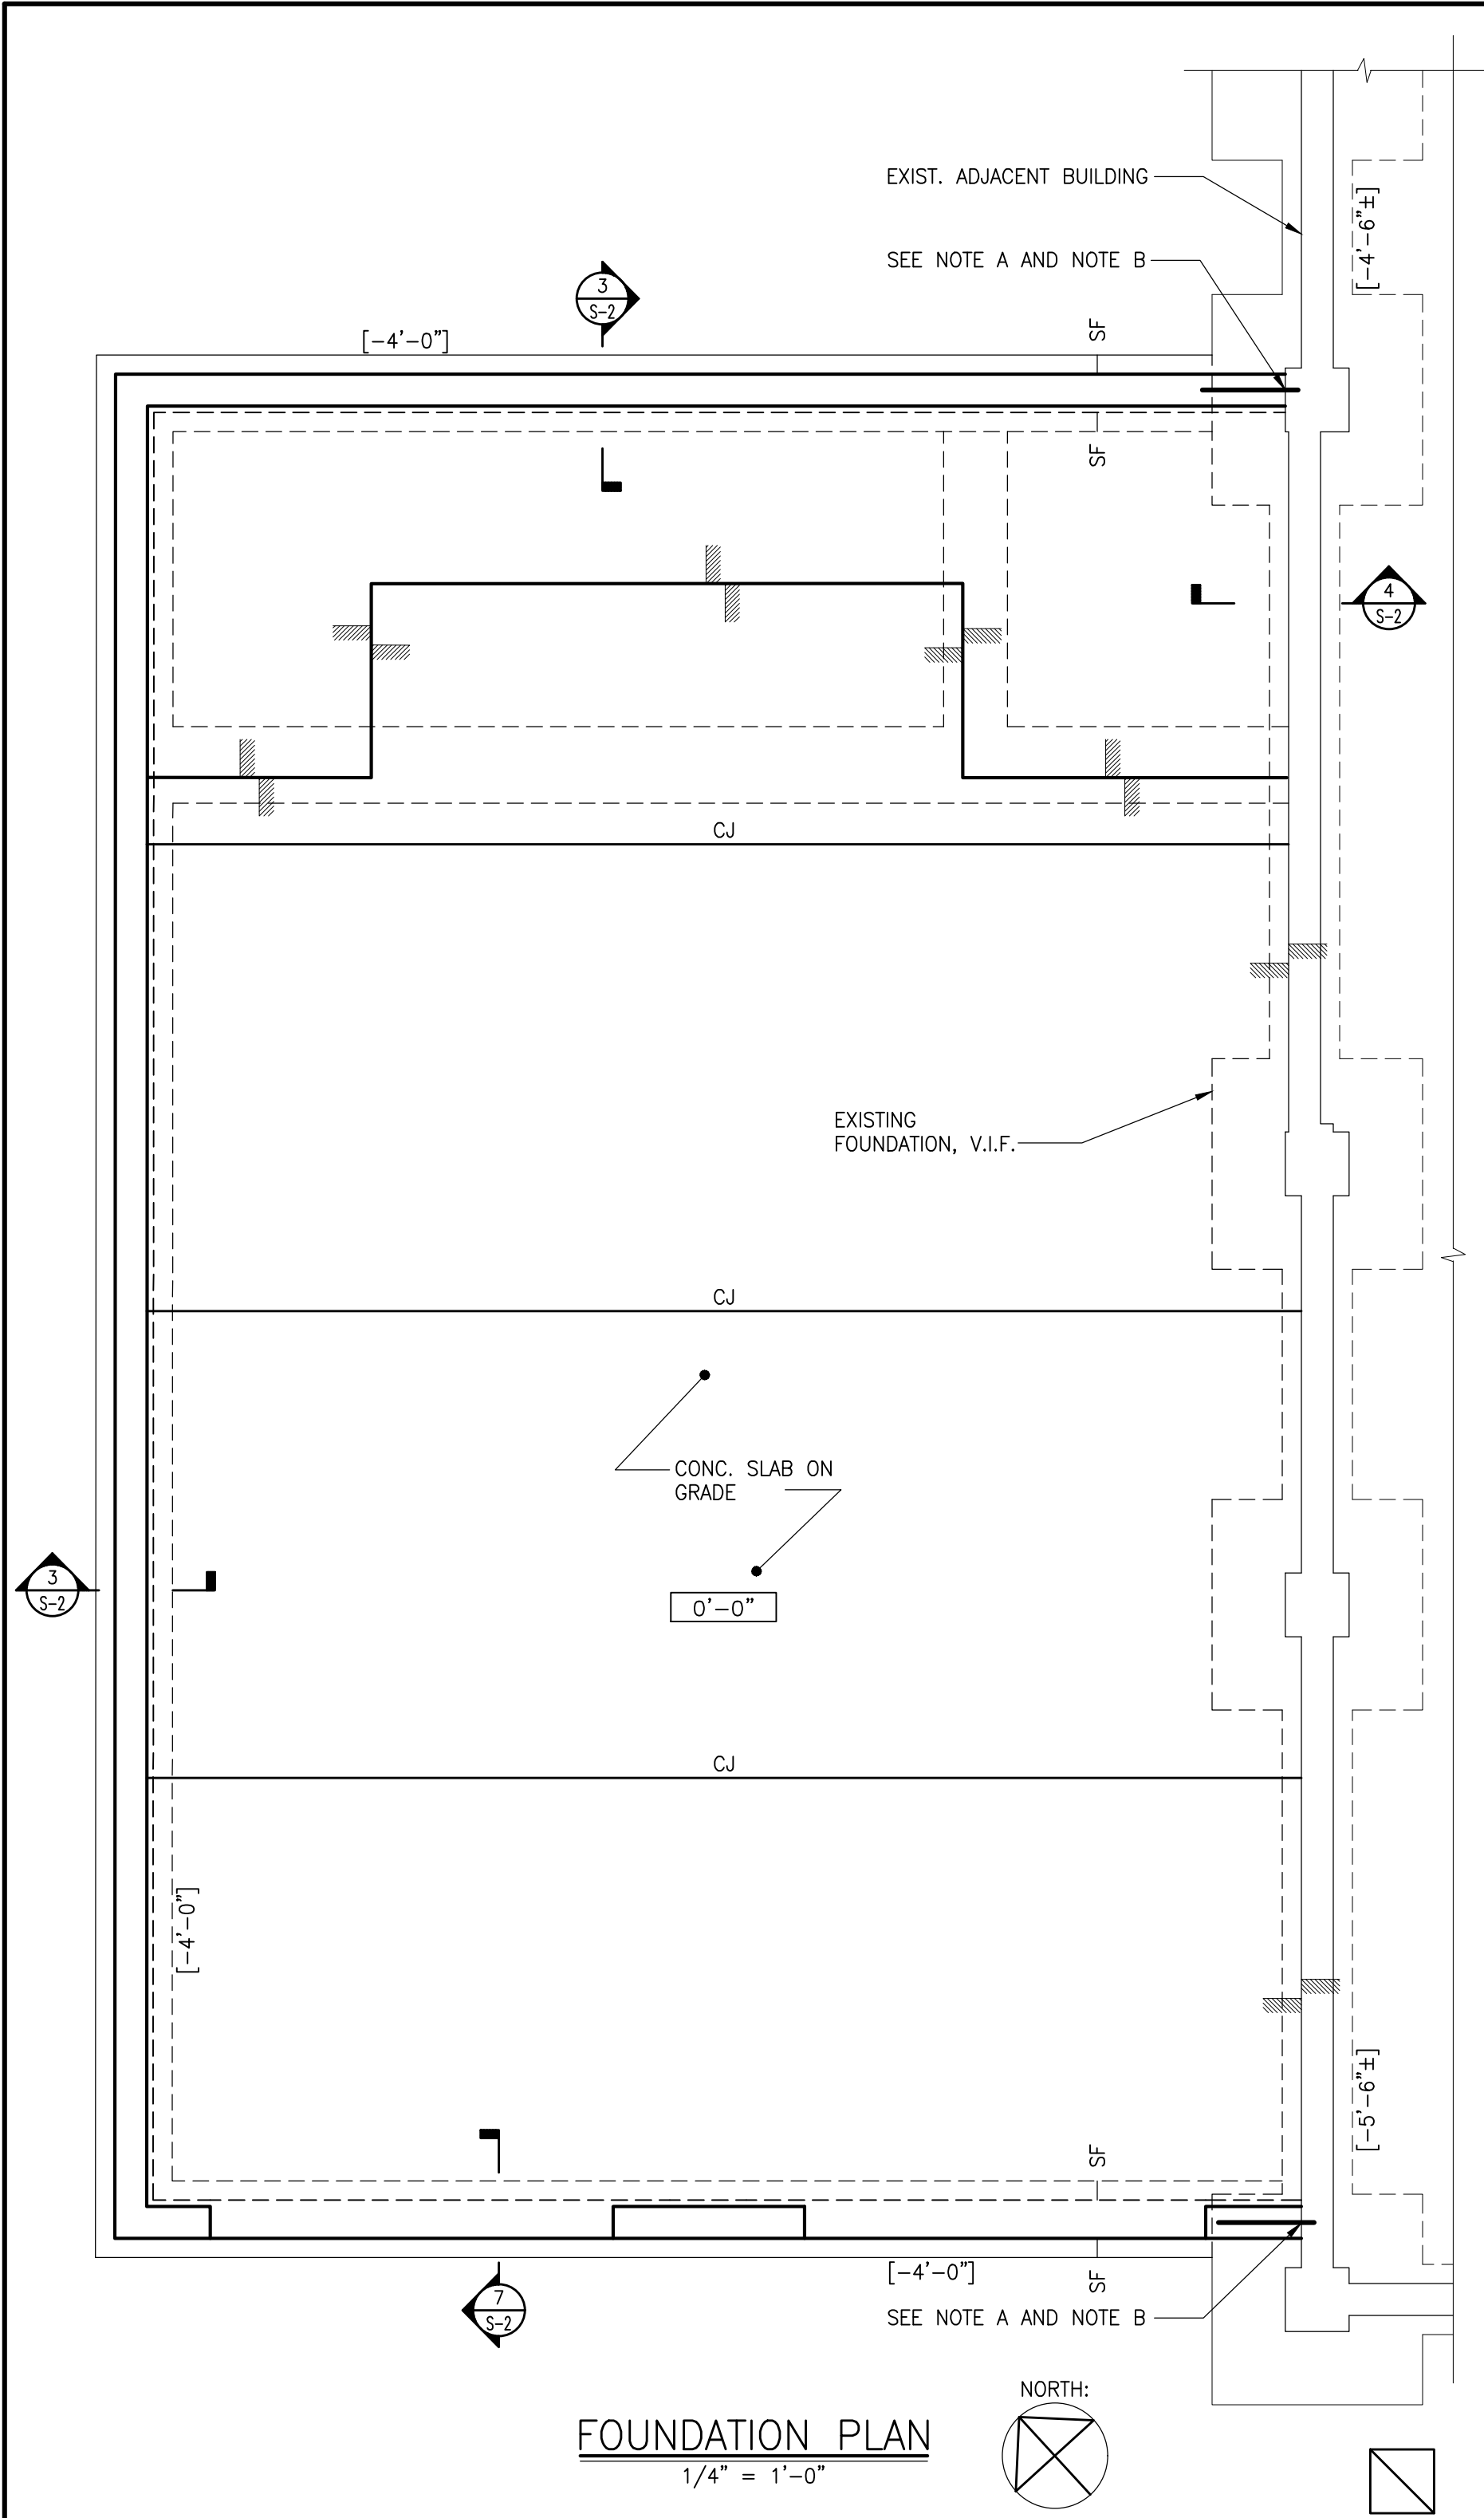 EXIST. ADJACENT BUILDING
[-4'-6"±]
SEE NOTE A AND NOTE B
3
S-2
SF
[-4'-0"]
SF
4
S-2
CJ
EXISTING
FOUNDATION, V.I.F.
CJ
CONC. SLAB ON
GRADE
3
S-2
0'-0"
CJ
[-4'-0"]
[-5'-6"±]
SF
[-4'-0"]
SF
7
S-2
SEE NOTE A AND NOTE B
NORTH:
FOUNDATION PLAN
1/4" = 1'-0"